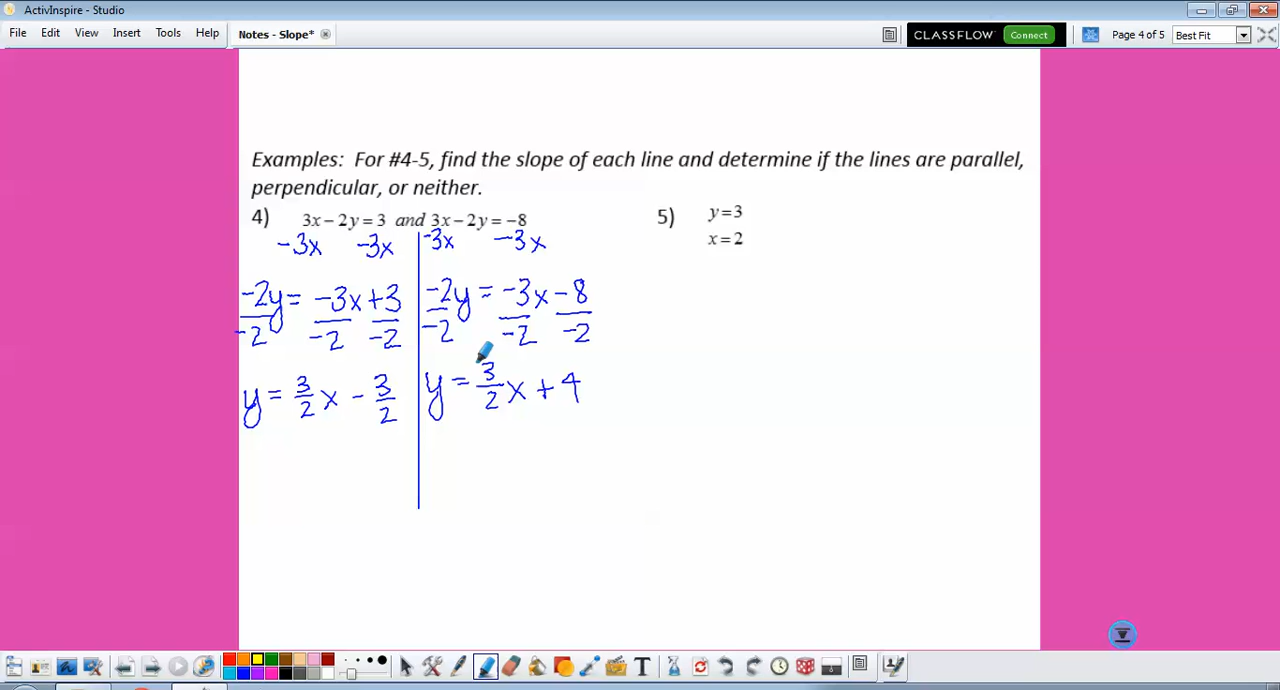 ActivInspire - Studio
File Edit View Insert Tools Help Notes - Slope* CLASSFLOW Connect Page 4 of 5 Best Fit
Examples: For #4-5, find the slope of each line and determine if the lines are parallel,
perpendicular, or neither.
4) 3x − 2y = 3 and 3x − 2y = −8
-3x -3x -3x -3x
-2y = -3x + 3
-2 -2 -2
y = 3/2 x - 3/2
-2y = -3x - 8
-2 -2 -2
y = 3/2 x + 4
5) y = 3
x = 2
T